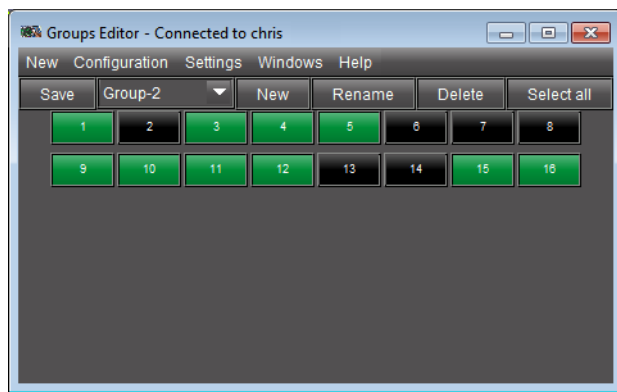 Groups Editor - Connected to chris
New Configuration Settings Windows Help
Save Group-2 New Rename Delete Select all
1 2 3 4 5 6 7 8
9 10 11 12 13 14 15 16